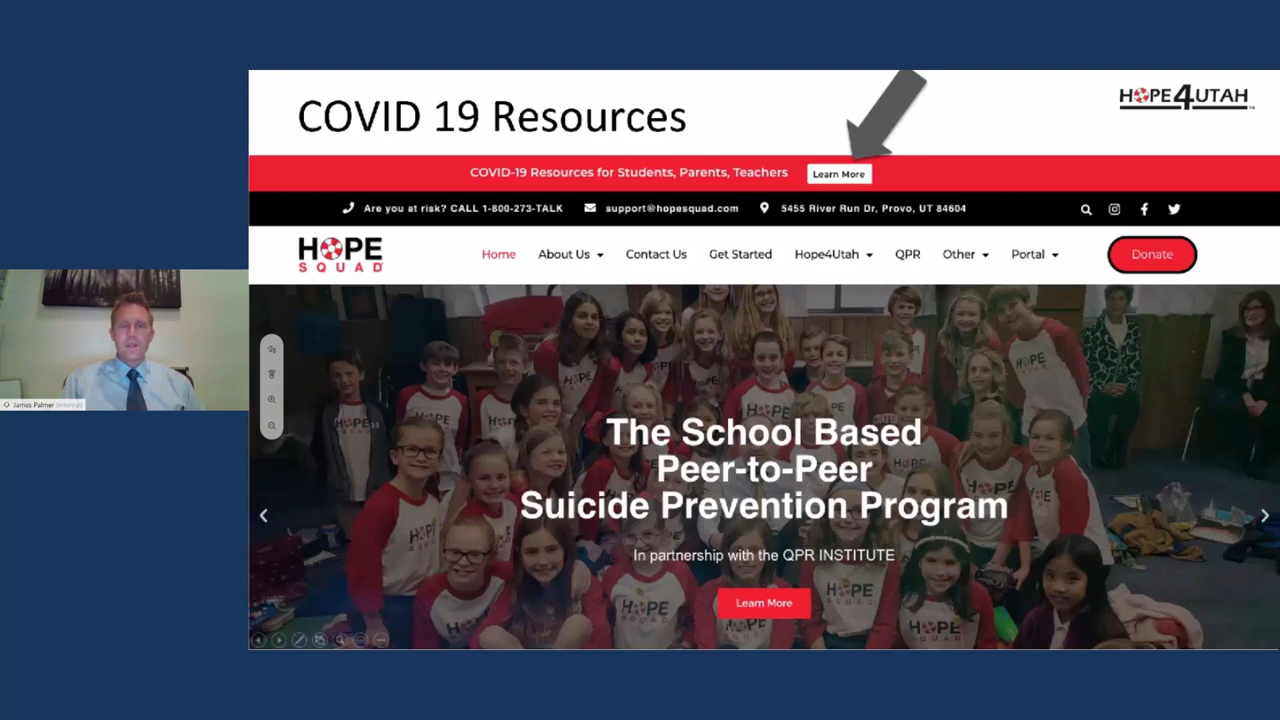 COVID 19 Resources
HOPE4UTAH
COVID-19 Resources for Students, Parents, Teachers Learn More
Are you at risk? CALL 1-800-273-TALK support@hopesquad.com 5455 River Run Dr, Provo, UT 84604
HOPE
SQUAD
Home About Us Contact Us Get Started Hope4Utah QPR Other Portal Donate
James Palmer (internal)
The School Based
Peer-to-Peer
Suicide Prevention Program
In partnership with the QPR INSTITUTE
Learn More